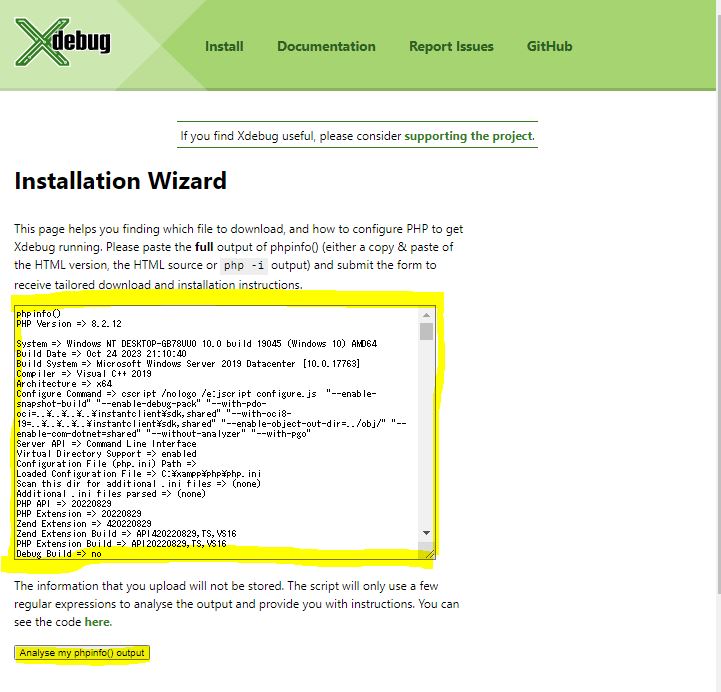 Xdebug
Install Documentation Report Issues GitHub
If you find Xdebug useful, please consider supporting the project.
Installation Wizard
This page helps you finding which file to download, and how to configure PHP to get
Xdebug running. Please paste the full output of phpinfo() (either a copy & paste of
the HTML version, the HTML source or php -i output) and submit the form to
receive tailored download and installation instructions.
phpinfo()
PHP Version => 8.2.12
System => Windows NT DESKTOP-GB78UU0 10.0 build 19045 (Windows 10) AMD64
Build Date => Oct 24 2023 21:10:40
Build System => Microsoft Windows Server 2019 Datacenter [10.0.17763]
Compiler => Visual C++ 2019
Architecture => x64
Configure Command => cscript /nologo /e:jscript configure.js  "--enable-
snapshot-build" "--enable-debug-pack" "--with-pdo-
oci=..¥..¥..¥..¥instantclient¥sdk,shared" "--with-oci8-
19=..¥..¥..¥..¥instantclient¥sdk,shared" "--enable-object-out-dir=../obj/" "--
enable-com-dotnet=shared" "--without-analyzer" "--with-pgo"
Server API => Command Line Interface
Virtual Directory Support => enabled
Configuration File (php.ini) Path =>
Loaded Configuration File => C:¥xampp¥php¥php.ini
Scan this dir for additional .ini files => (none)
Additional .ini files parsed => (none)
PHP API => 20220829
PHP Extension => 20220829
Zend Extension => 420220829
Zend Extension Build => API420220829,TS,VS16
PHP Extension Build => API20220829,TS,VS16
Debug Build => no
The information that you upload will not be stored. The script will only use a few
regular expressions to analyse the output and provide you with instructions. You can
see the code here.
Analyse my phpinfo() output